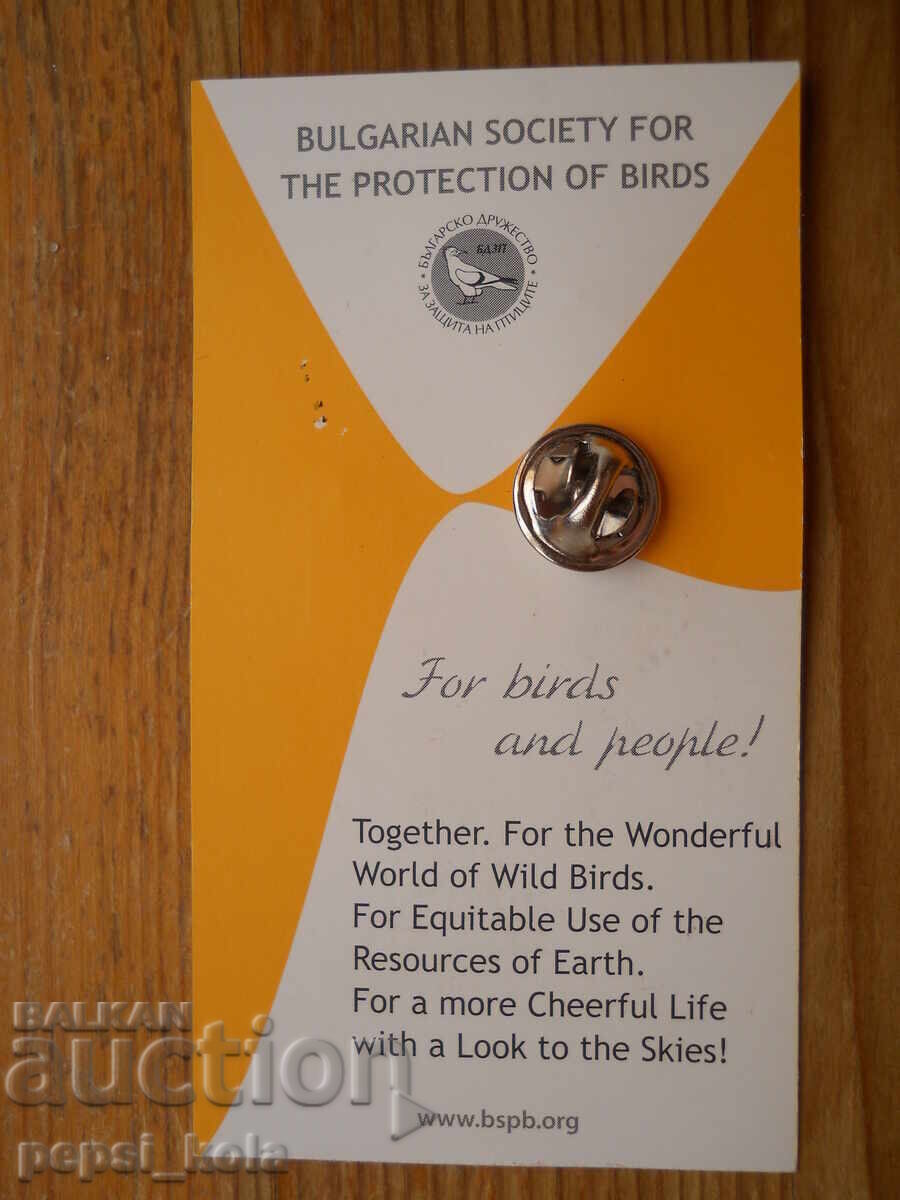 BULGARIAN SOCIETY FOR
THE PROTECTION OF BIRDS
БЪЛГАРСКО ДРУЖЕСТВО
БДЗП
ЗА ЗАЩИТА НА ПТИЦИТЕ
For birds
and people!
Together. For the Wonderful
World of Wild Birds.
For Equitable Use of the
Resources of Earth.
For a more Cheerful Life
with a Look to the Skies!
www.bspb.org
BALKAN
auction
pepsi_kola